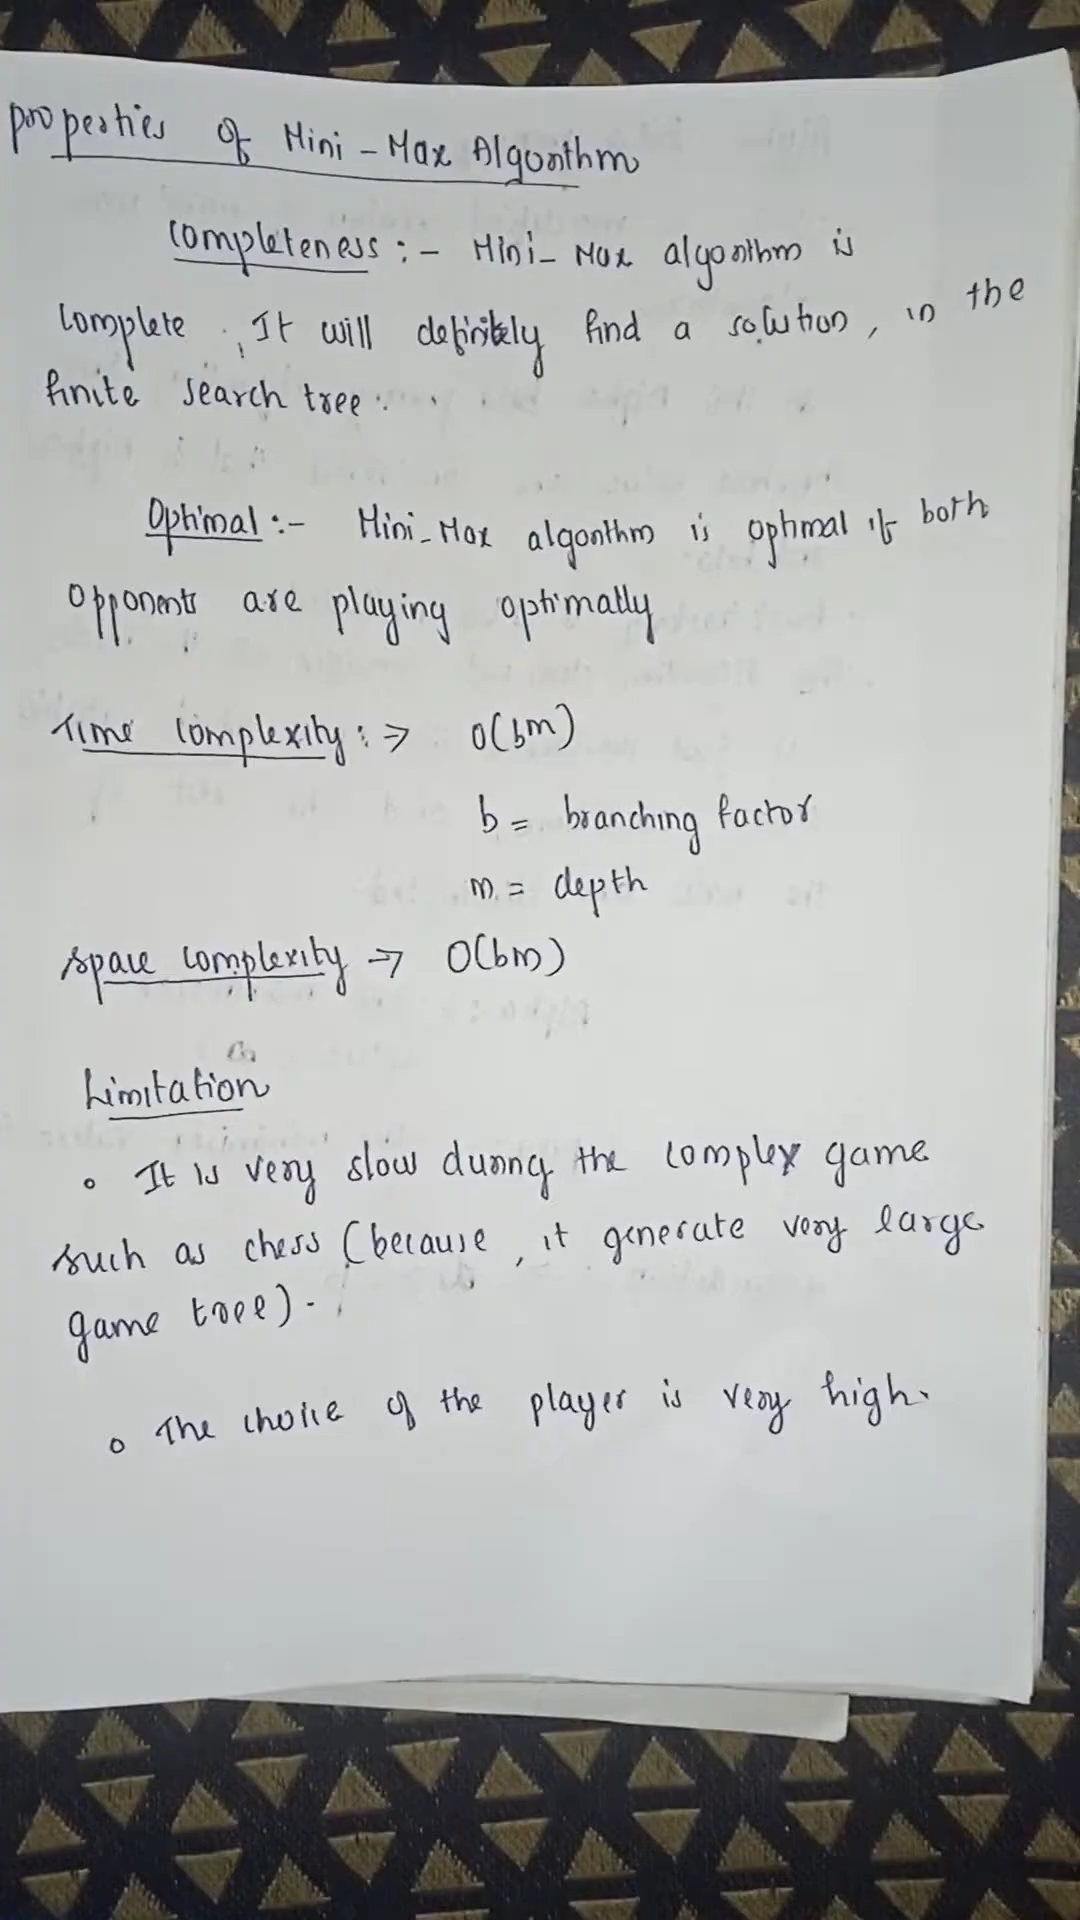 properties of Mini-Max Algorithm
Completeness :- Mini-Max algorithm is
complete, It will definitely find a solution, in the
finite search tree.
Optimal :- Mini-Max algorithm is optimal if both
opponents are playing optimally
Time complexity: ⇒ O(bm)
b = branching factor
m = depth
space complexity ⇒ O(bm)
Limitation
∘ It is very slow during the complex game
such as chess (because, it generate very large
game tree).
∘ The choice of the player is very high.